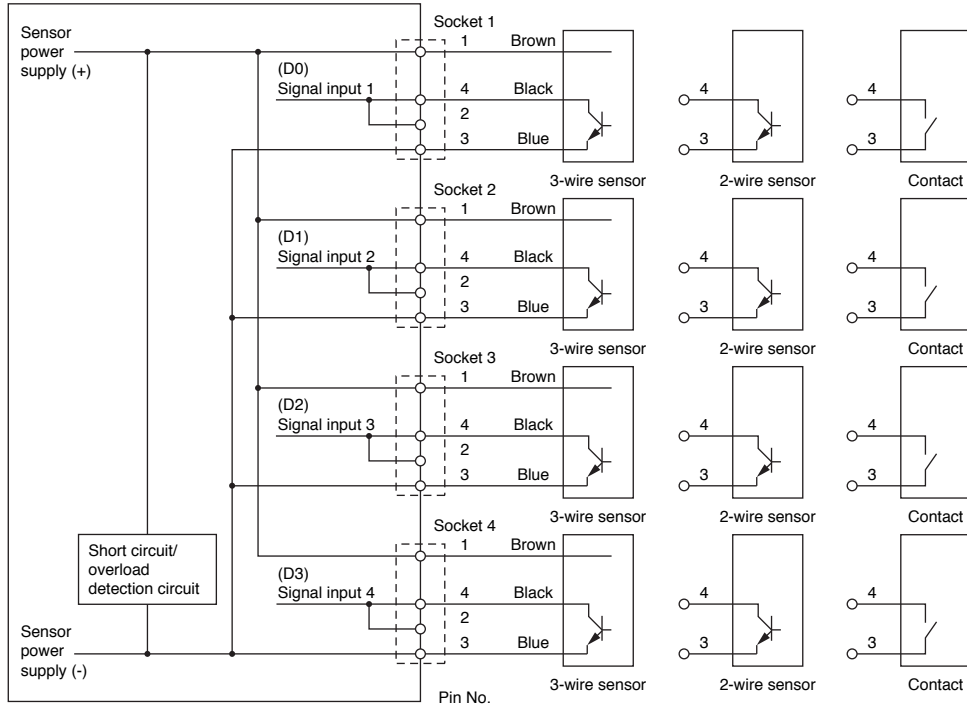 Sensor
power
supply (+)
Socket 1
1 Brown
(D0)
Signal input 1
4 Black
2
3 Blue
4
3
4
3
3-wire sensor 2-wire sensor Contact
Socket 2
1 Brown
(D1)
Signal input 2
4 Black
2
3 Blue
4
3
4
3
3-wire sensor 2-wire sensor Contact
Socket 3
1 Brown
(D2)
Signal input 3
4 Black
2
3 Blue
4
3
4
3
3-wire sensor 2-wire sensor Contact
Socket 4
1 Brown
Short circuit/
overload
detection circuit
(D3)
Signal input 4
4 Black
2
3 Blue
4
3
4
3
Sensor
power
supply (-)
3-wire sensor 2-wire sensor Contact
Pin No.